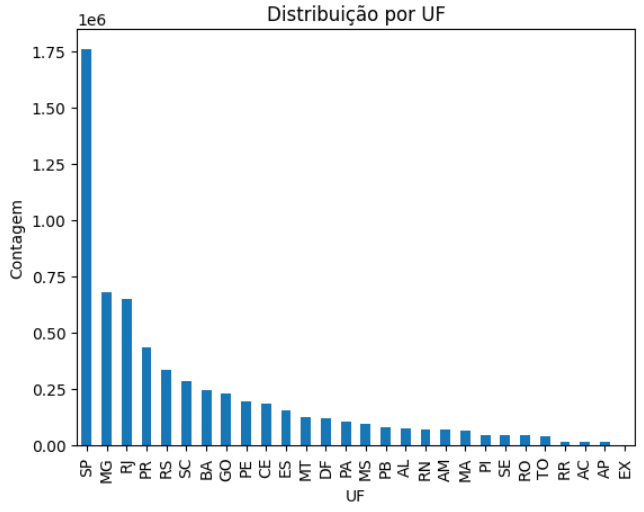 Distribuição por UF
1e6
1.75
1.50
1.25
1.00
0.75
0.50
0.25
0.00
Contagem
SP MG RJ PR RS SC BA GO PE CE ES MT DF PA MS PB AL RN AM MA PI SE RO TO RR AC AP EX
UF